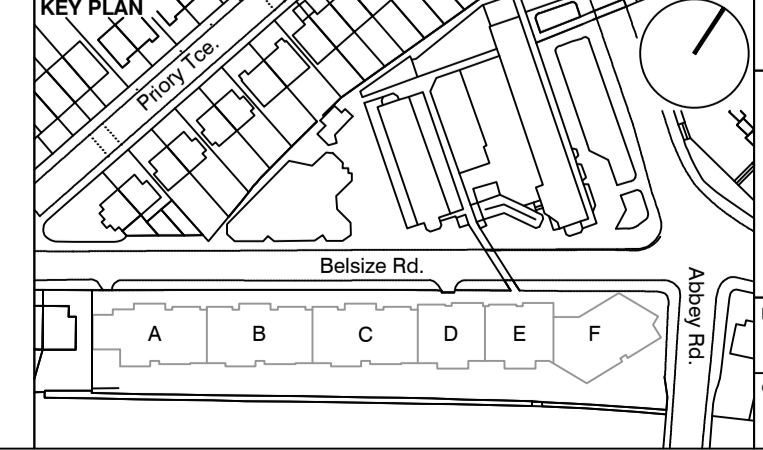 KEY PLAN
Priory Tce.
Belsize Rd.
Abbey Rd.
A B C D E F